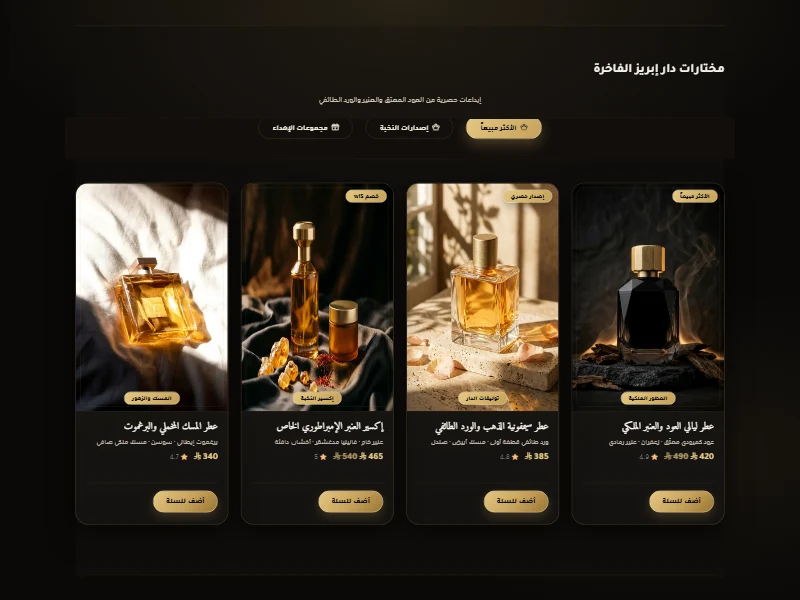 مختارات دار إبريز الفاخرة
إبداعات حصرية من العود المعتق والعنبر والورد الطائفي
الأكثر مبيعاً
إصدارات النخبة
مجموعات الإهداء
الأكثر مبيعاً
العطور الملكية
عطر ليالي العود والعنبر الملكي
عود كمبودي معتّق · زعفران · عنبر رمادي
420 490 4.9
أضف للسلة
إصدار حصري
توليفات الدار
عطر سيمفونية الذهب والورد الطائفي
ورد طائفي قطفة أولى · مسك أبيض · صندل
385 4.8
أضف للسلة
خصم 15%
إكسير النخبة
إكسير العنبر الإمبراطوري الخاص
عنبر خام · فانيليا مدغشقر · أخشاب دافئة
465 540 5
أضف للسلة
المسك والزهور
عطر المسك المخملي والبرغموت
برغموت إيطالي · سوسن · مسك ملكي صافي
340 4.7
أضف للسلة